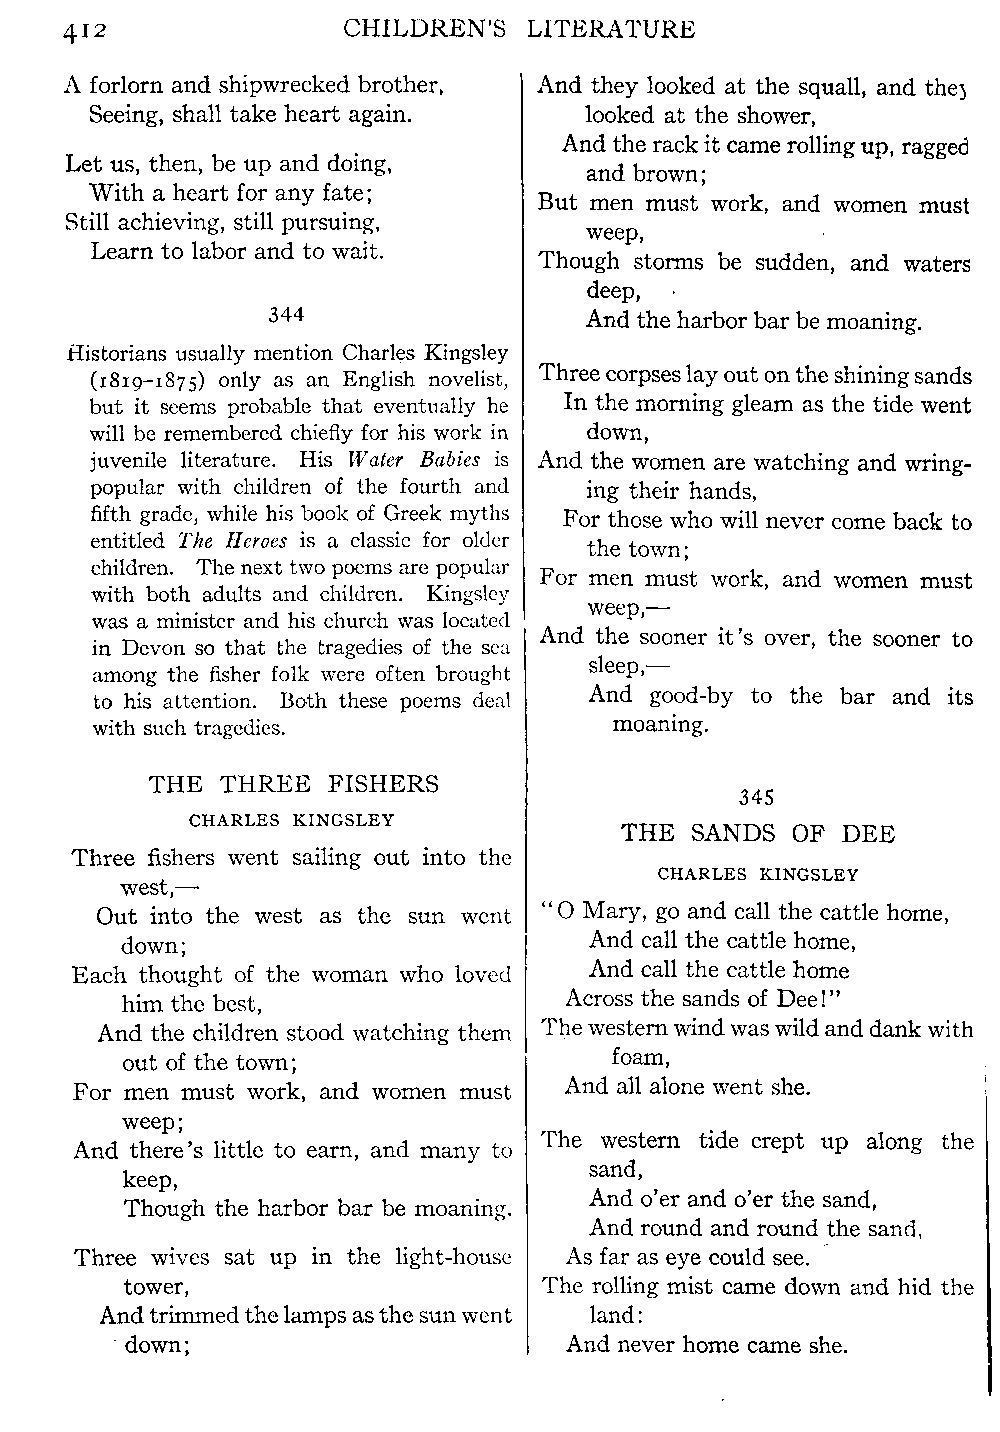 412 CHILDREN'S LITERATURE
A forlorn and shipwrecked brother,
Seeing, shall take heart again.
Let us, then, be up and doing,
With a heart for any fate;
Still achieving, still pursuing,
Learn to labor and to wait.
344
Historians usually mention Charles Kingsley
(1819-1875) only as an English novelist,
but it seems probable that eventually he
will be remembered chiefly for his work in
juvenile literature. His Water Babies is
popular with children of the fourth and
fifth grade, while his book of Greek myths
entitled The Heroes is a classic for older
children. The next two poems are popular
with both adults and children. Kingsley
was a minister and his church was located
in Devon so that the tragedies of the sea
among the fisher folk were often brought
to his attention. Both these poems deal
with such tragedies.
THE THREE FISHERS
CHARLES KINGSLEY
Three fishers went sailing out into the
west,—
Out into the west as the sun went
down;
Each thought of the woman who loved
him the best,
And the children stood watching them
out of the town;
For men must work, and women must
weep;
And there's little to earn, and many to
keep,
Though the harbor bar be moaning.
Three wives sat up in the light-house
tower,
And trimmed the lamps as the sun went
down;
And they looked at the squall, and they
looked at the shower,
And the rack it came rolling up, ragged
and brown;
But men must work, and women must
weep,
Though storms be sudden, and waters
deep,
And the harbor bar be moaning.
Three corpses lay out on the shining sands
In the morning gleam as the tide went
down,
And the women are watching and wring-
ing their hands,
For those who will never come back to
the town;
For men must work, and women must
weep,—
And the sooner it's over, the sooner to
sleep,—
And good-by to the bar and its
moaning.
345
THE SANDS OF DEE
CHARLES KINGSLEY
"O Mary, go and call the cattle home,
And call the cattle home,
And call the cattle home
Across the sands of Dee!"
The western wind was wild and dank with
foam,
And all alone went she.
The western tide crept up along the
sand,
And o'er and o'er the sand,
And round and round the sand,
As far as eye could see.
The rolling mist came down and hid the
land:
And never home came she.